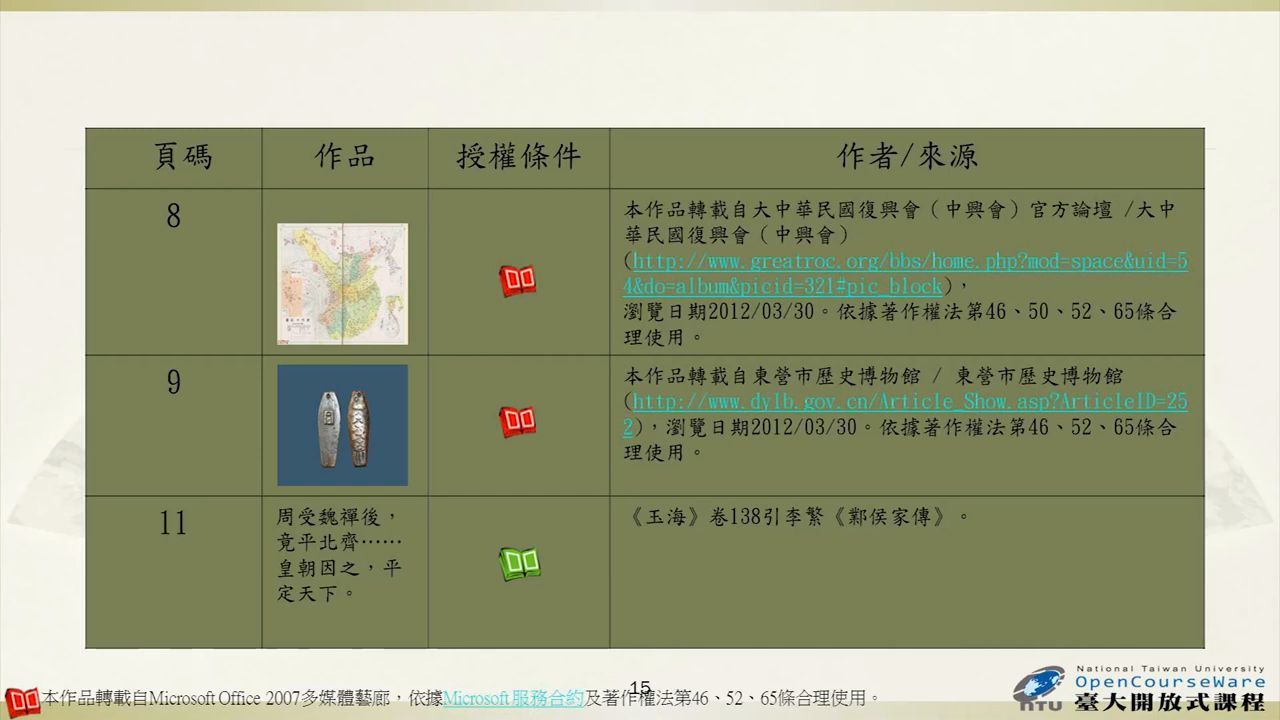 頁碼 作品 授權條件 作者/來源
8
本作品轉載自大中華民國復興會（中興會）官方論壇 /大中
華民國復興會（中興會）
(http://www.greatroc.org/bbs/home.php?mod=space&uid=5
4&do=album&picid=321#pic_block)，
瀏覽日期2012/03/30。依據著作權法第46、50、52、65條合
理使用。
9
本作品轉載自東營市歷史博物館 / 東營市歷史博物館
(http://www.dylb.gov.cn/Article_Show.asp?ArticleID=25
2)，瀏覽日期2012/03/30。依據著作權法第46、52、65條合
理使用。
11
周受魏禪後，
竟平北齊……
皇朝因之，平
定天下。
《玉海》卷138引李繁《鄴侯家傳》。
15
本作品轉載自Microsoft Office 2007多媒體藝廊，依據Microsoft服務合約及著作權法第46、52、65條合理使用。
National Taiwan University
OpenCourseWare
NTU 臺大開放式課程